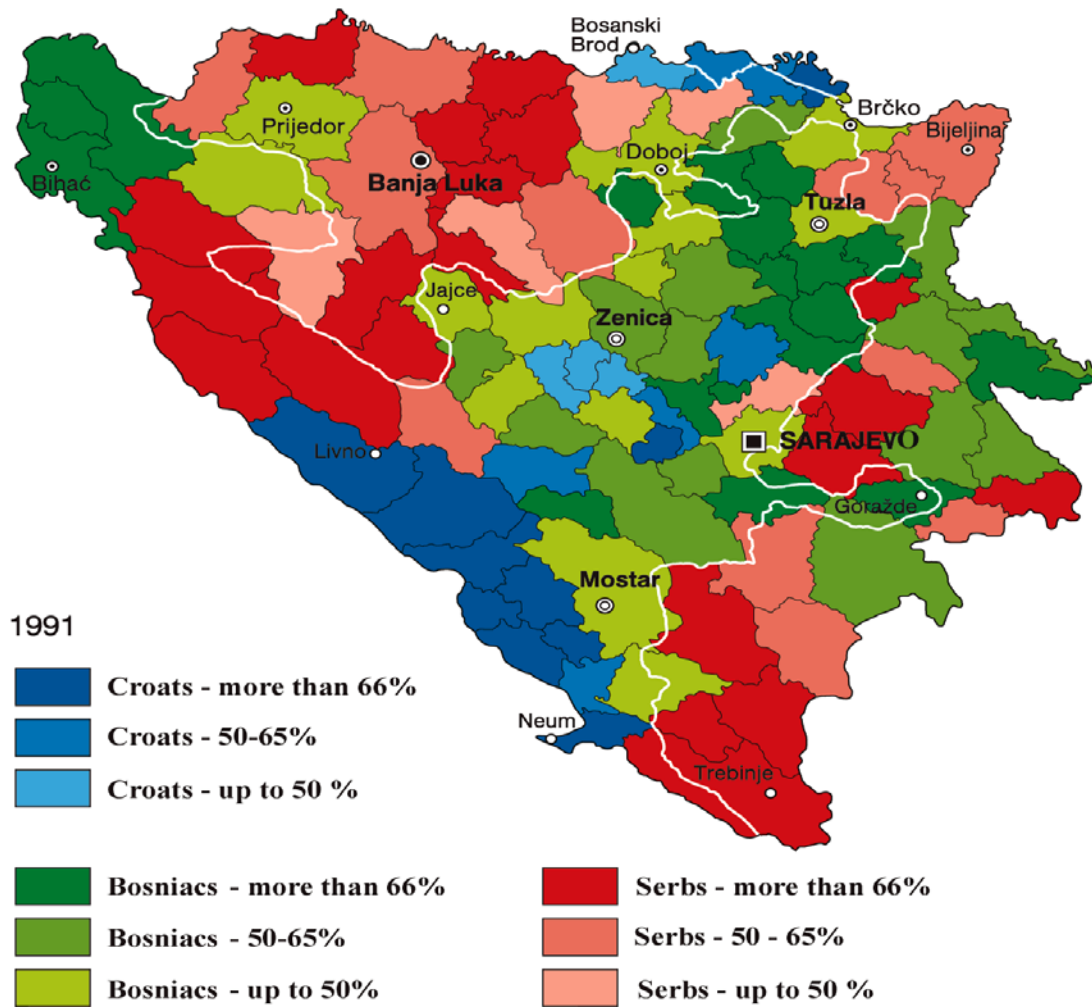 Bosanski
Brod
Brčko
Prijedor
Bijeljina
Doboj
Bihać
Banja Luka
Tuzla
Jajce
Zenica
SARAJEVO
Livno
Goražde
Mostar
1991
Croats - more than 66%
Croats - 50-65%
Neum
Trebinje
Croats - up to 50 %
Bosniacs - more than 66%
Serbs - more than 66%
Bosniacs - 50-65%
Serbs - 50 - 65%
Bosniacs - up to 50%
Serbs - up to 50 %